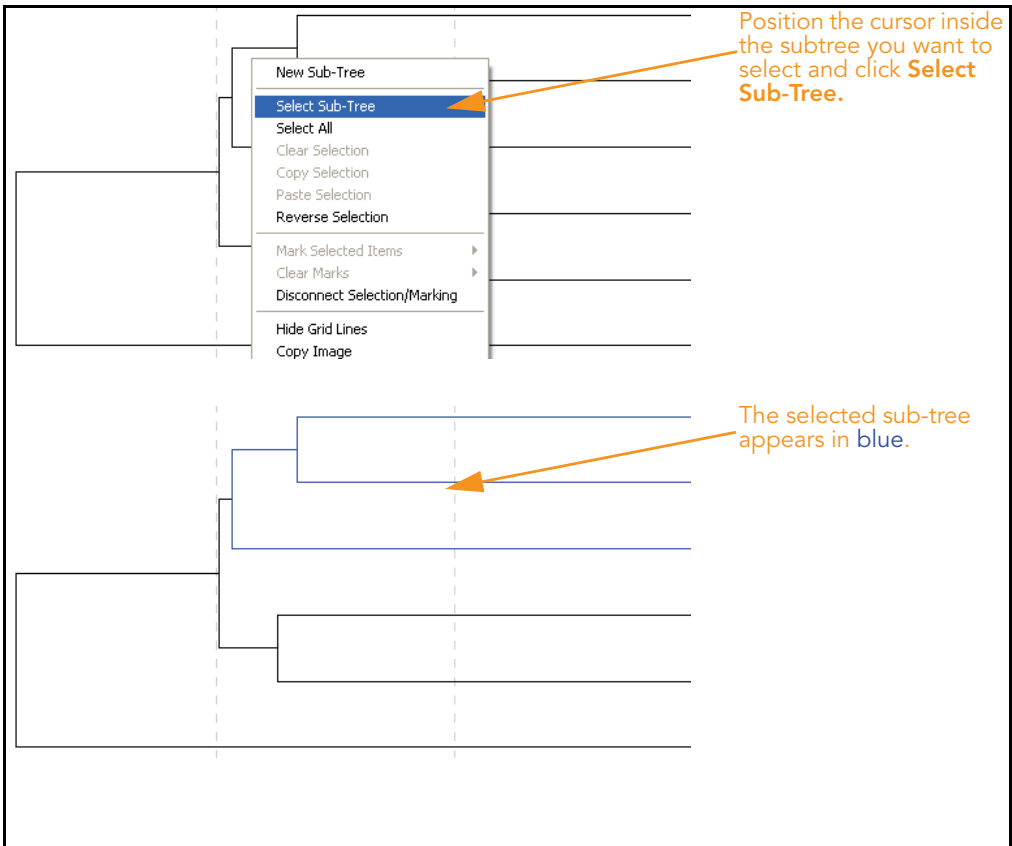 Position the cursor inside
the subtree you want to
select and click Select
Sub-Tree.
New Sub-Tree
Select Sub-Tree
Select All
Clear Selection
Copy Selection
Paste Selection
Reverse Selection
Mark Selected Items
Clear Marks
Disconnect Selection/Marking
Hide Grid Lines
Copy Image
The selected sub-tree
appears in blue.